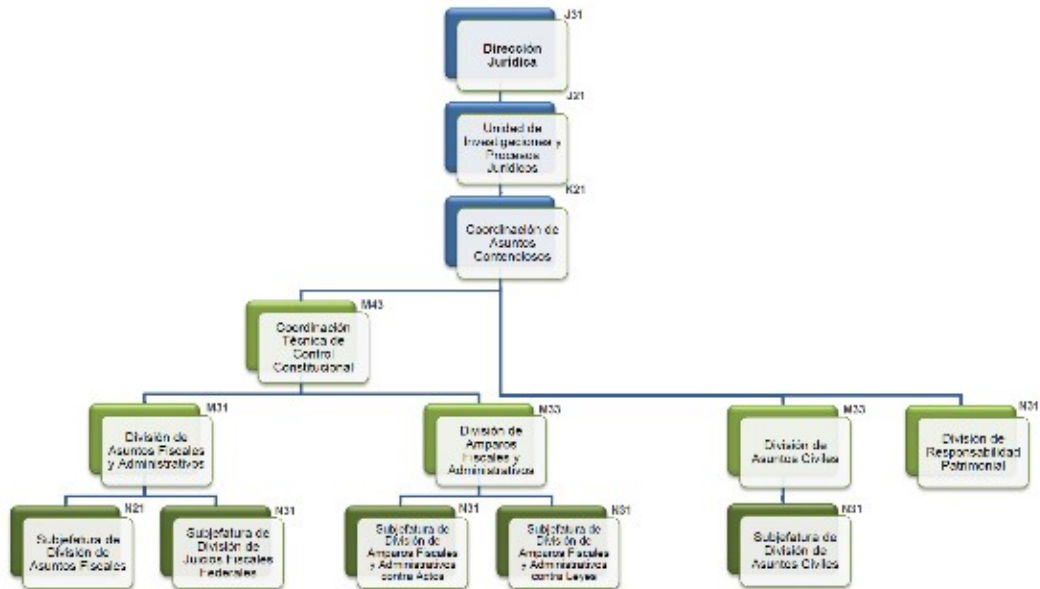 J31
Dirección
Jurídica
J21
Unidad de
Investigaciones y
Procesos
Jurídicos
K21
Coordinación de
Asuntos
Contenciosos
M43
Coordinación
Técnica de
Control
Constitucional
M31
División de
Asuntos Fiscales
y Administrativos
M33
División de
Amparos
Fiscales y
Administrativos
M33
División de
Asuntos Civiles
N31
División de
Responsabilidad
Patrimonial
N21
Subjefatura de
División de
Asuntos Fiscales
N31
Subjefatura de
División de
Juicios Fiscales
Federales
N31
Subjefatura de
División de
Amparos Fiscales
y Administrativos
contra Actos
N31
Subjefatura de
División de
Amparos Fiscales
y Administrativos
contra Leyes
N31
Subjefatura de
División de
Asuntos Civiles